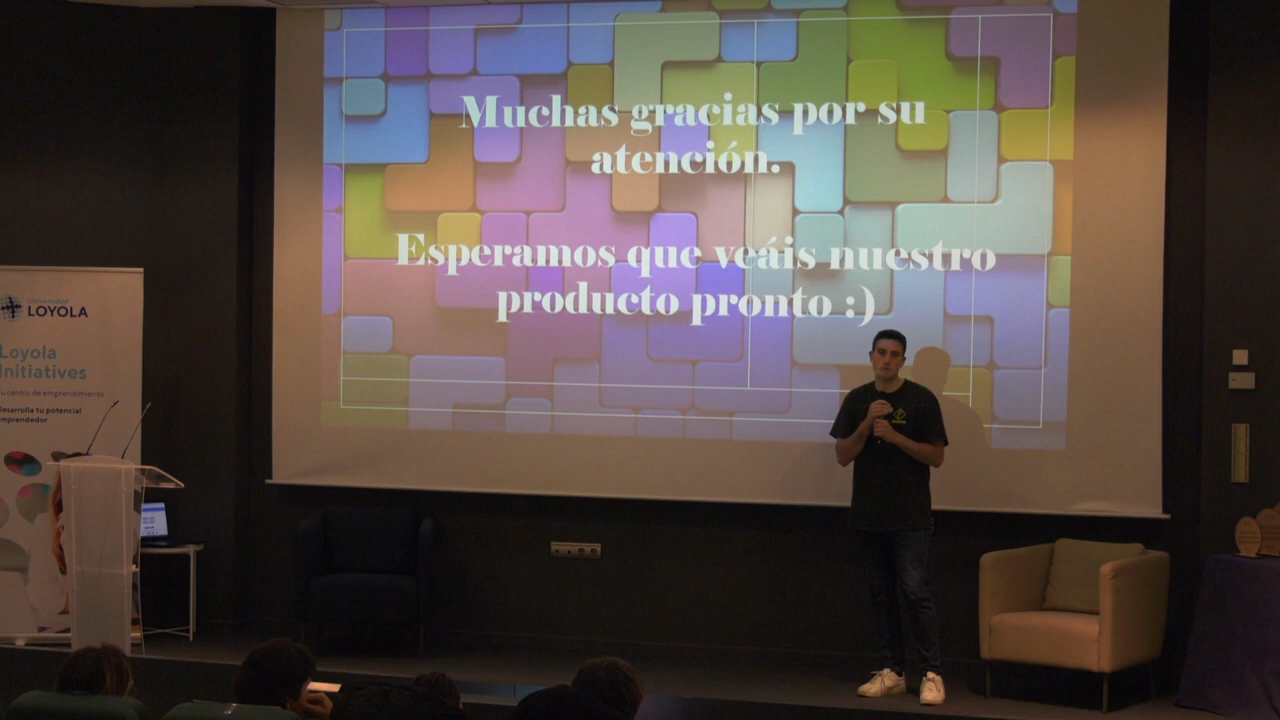 Muchas gracias por su
atención.
Esperamos que veáis nuestro
producto pronto :)
Universidad
LOYOLA
Loyola
Initiatives
u centro de emprendimiento
Desarrolla tu potencial
emprendedor